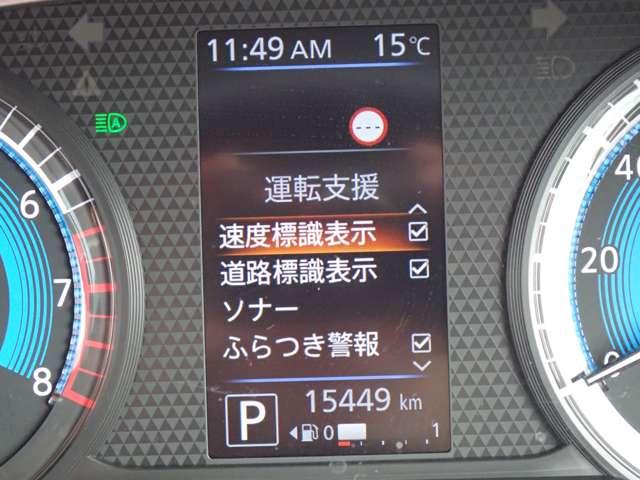 11:49 AM 15℃
---
運転支援
速度標識表示
道路標識表示
ソナー
ふらつき警報
P
15449 km
0 1
6
7
8
A
40
20
0